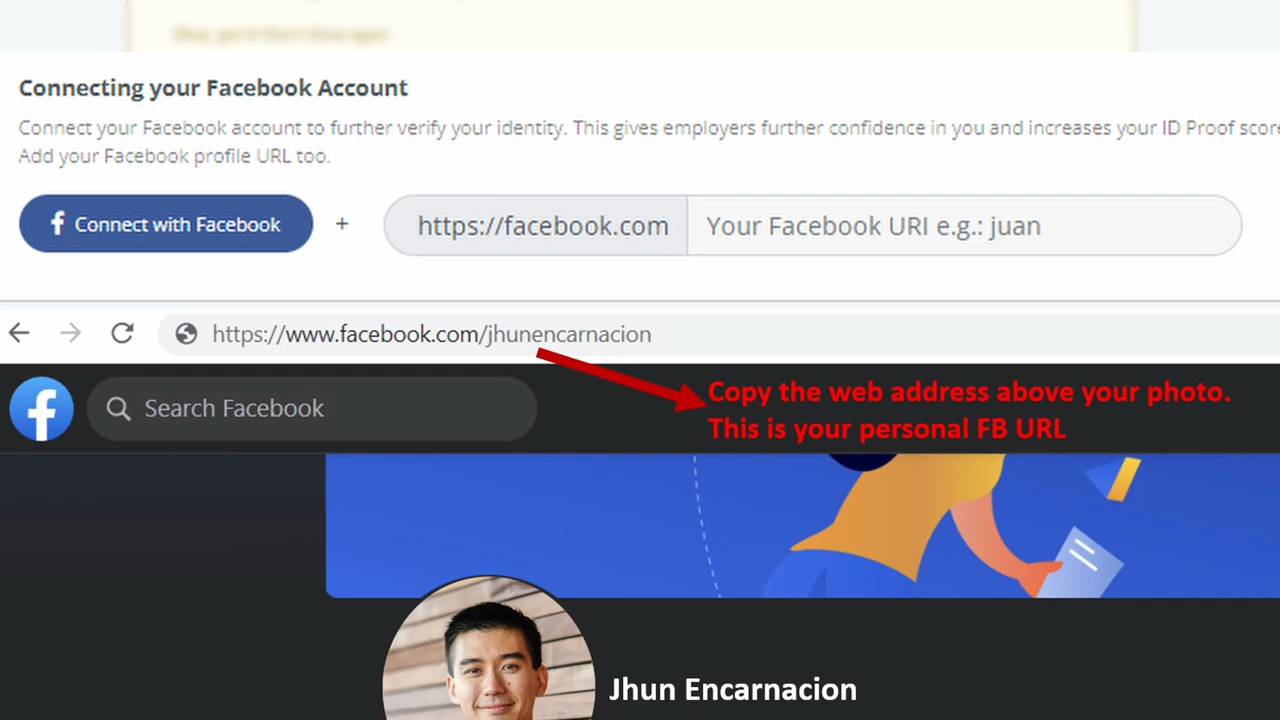 Connecting your Facebook Account
Connect your Facebook account to further verify your identity. This gives employers further confidence in you and increases your ID Proof score
Add your Facebook profile URL too.
f Connect with Facebook + https://facebook.com Your Facebook URI e.g.: juan
https://www.facebook.com/jhunencarnacion
Search Facebook
Copy the web address above your photo.
This is your personal FB URL
Jhun Encarnacion